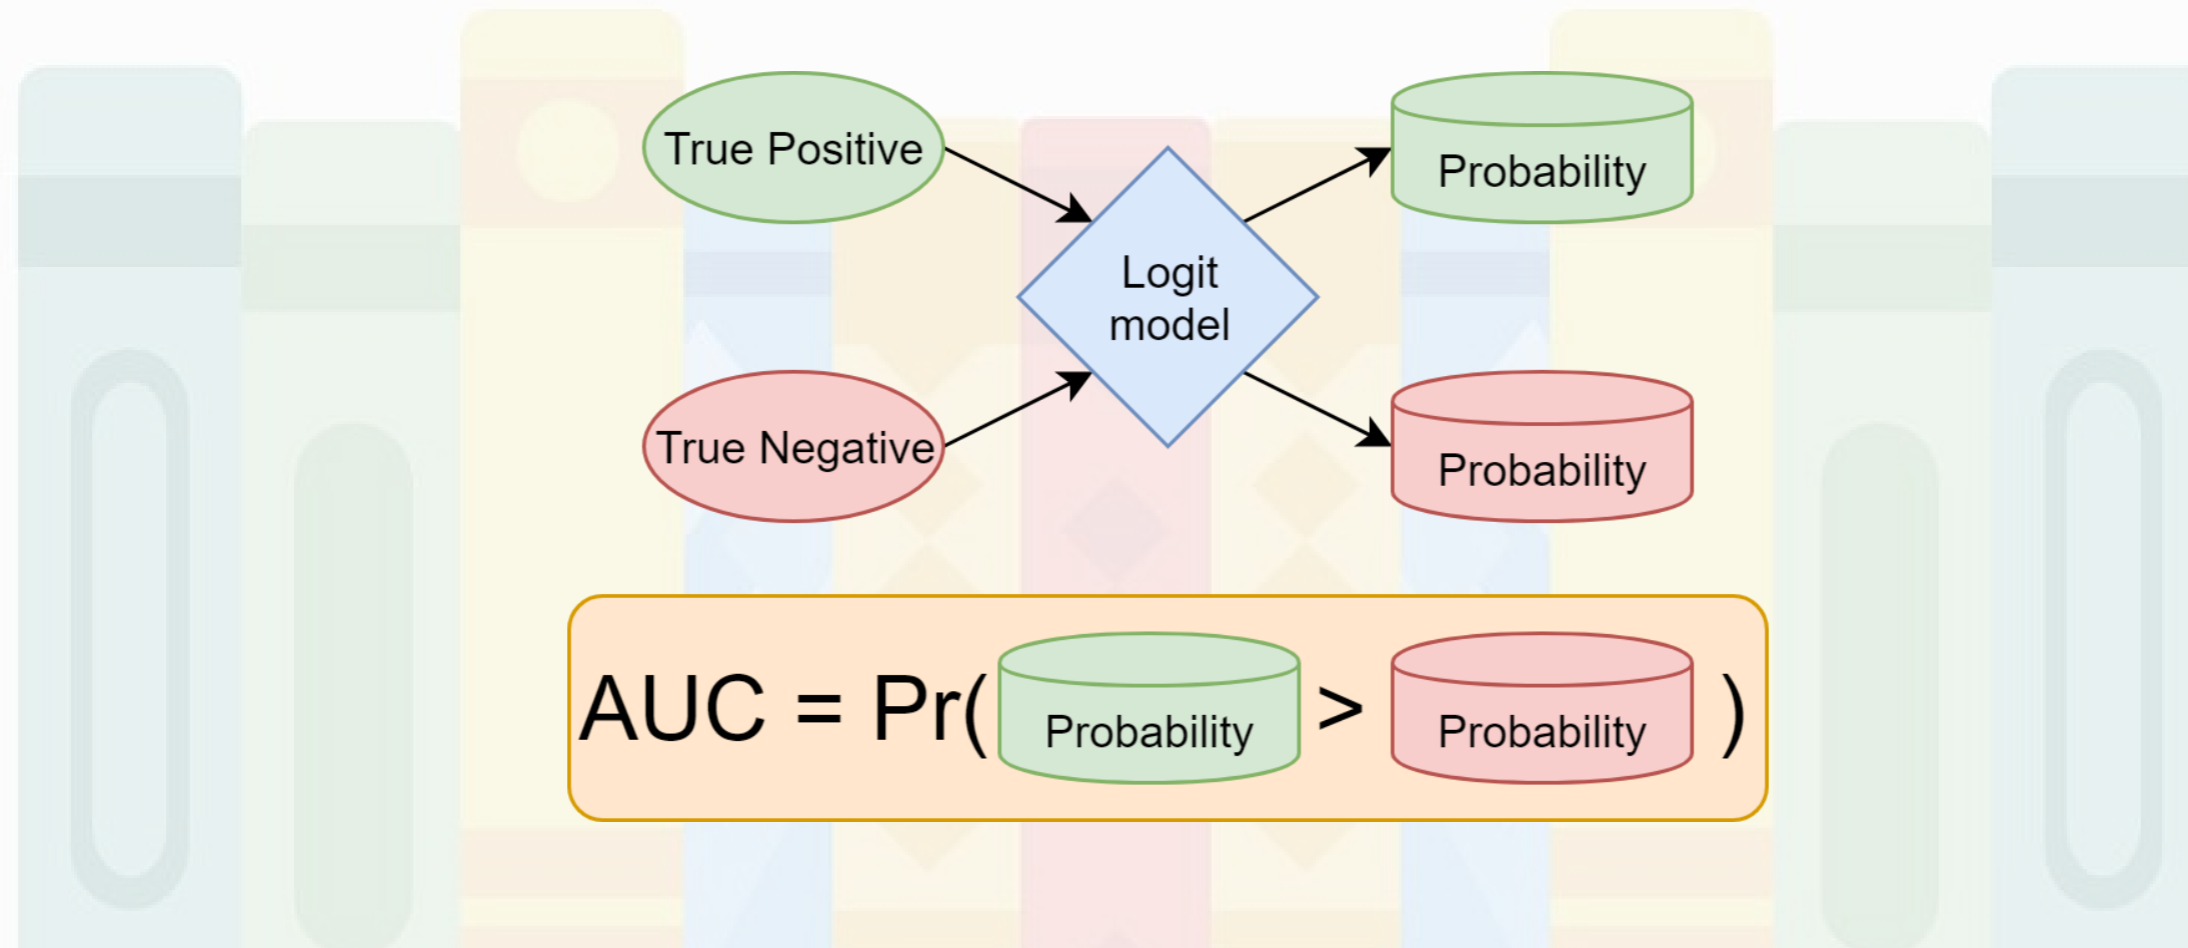 True Positive
Probability
Logit
model
True Negative
Probability
AUC = Pr( Probability > Probability )